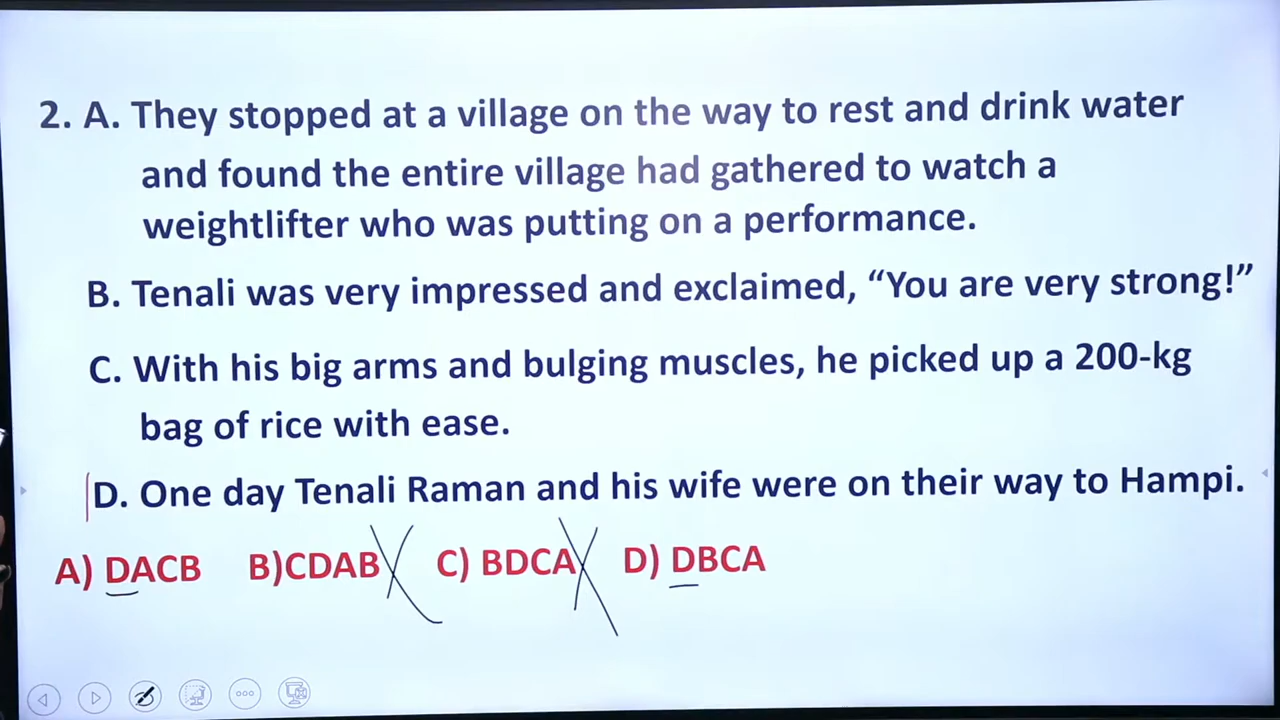 2. A. They stopped at a village on the way to rest and drink water
and found the entire village had gathered to watch a
weightlifter who was putting on a performance.
B. Tenali was very impressed and exclaimed, “You are very strong!”
C. With his big arms and bulging muscles, he picked up a 200-kg
bag of rice with ease.
D. One day Tenali Raman and his wife were on their way to Hampi.
A) DACB B)CDAB C) BDCA D) DBCA